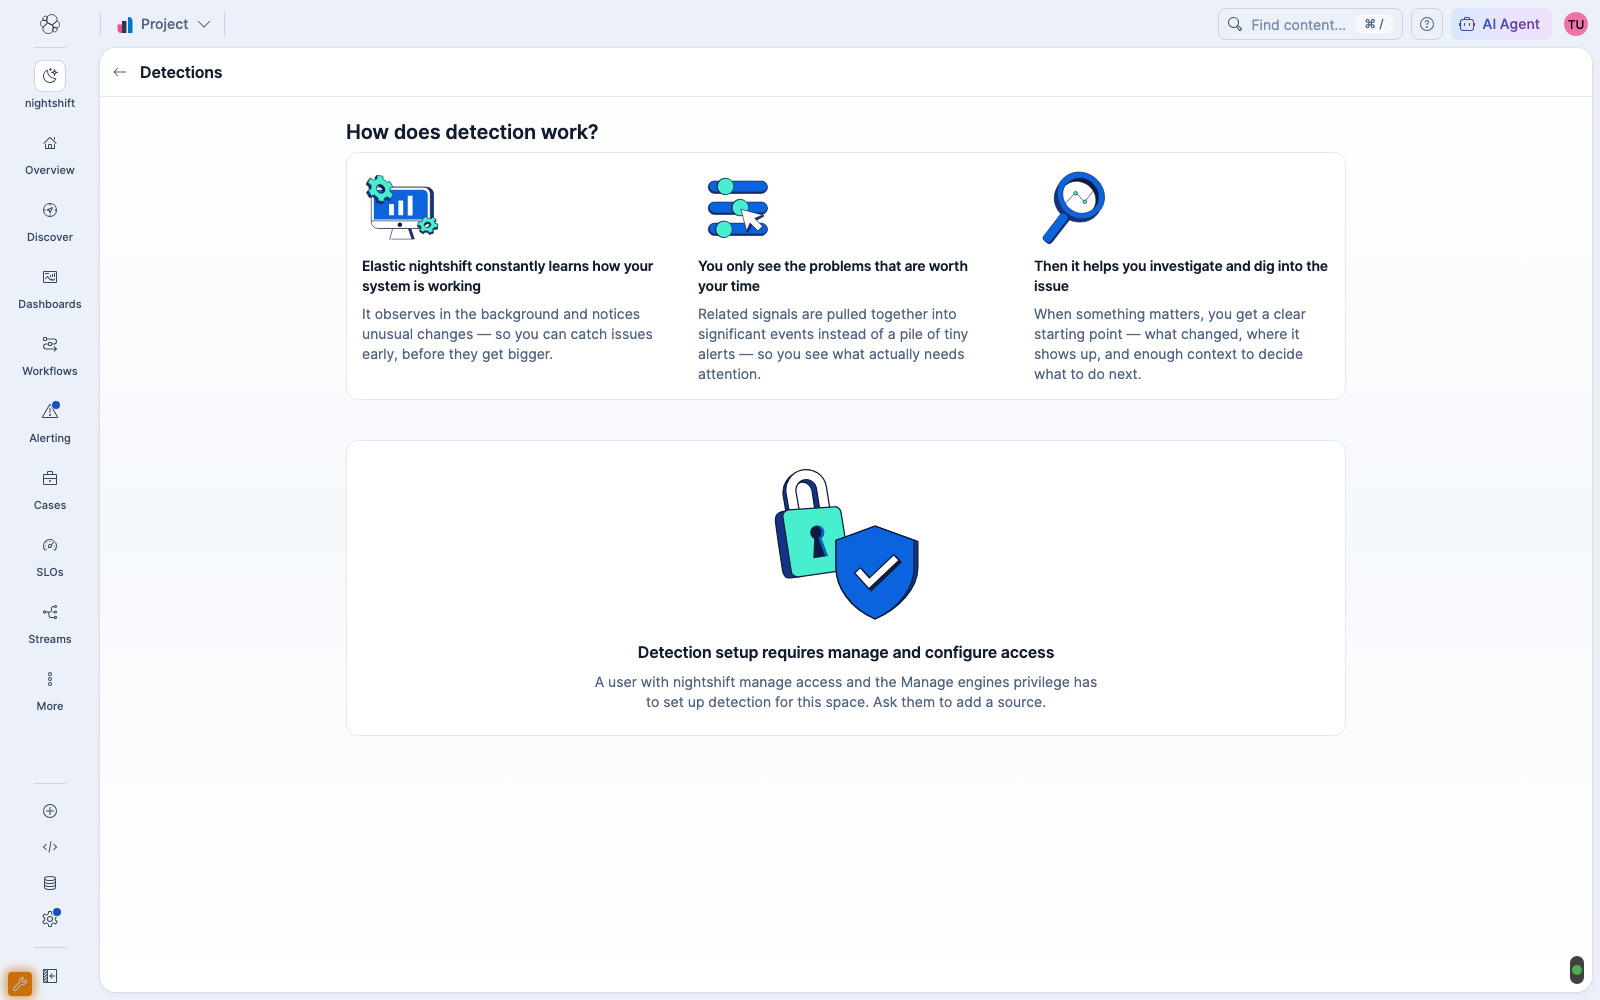 Project
Find content...
⌘ /
AI Agent
TU
nightshift
Overview
Discover
Dashboards
Workflows
Alerting
Cases
SLOs
Streams
More
Detections
How does detection work?
Elastic nightshift constantly learns how your
system is working
It observes in the background and notices
unusual changes — so you can catch issues
early, before they get bigger.
You only see the problems that are worth
your time
Related signals are pulled together into
significant events instead of a pile of tiny
alerts — so you see what actually needs
attention.
Then it helps you investigate and dig into the
issue
When something matters, you get a clear
starting point — what changed, where it
shows up, and enough context to decide
what to do next.
Detection setup requires manage and configure access
A user with nightshift manage access and the Manage engines privilege has
to set up detection for this space. Ask them to add a source.